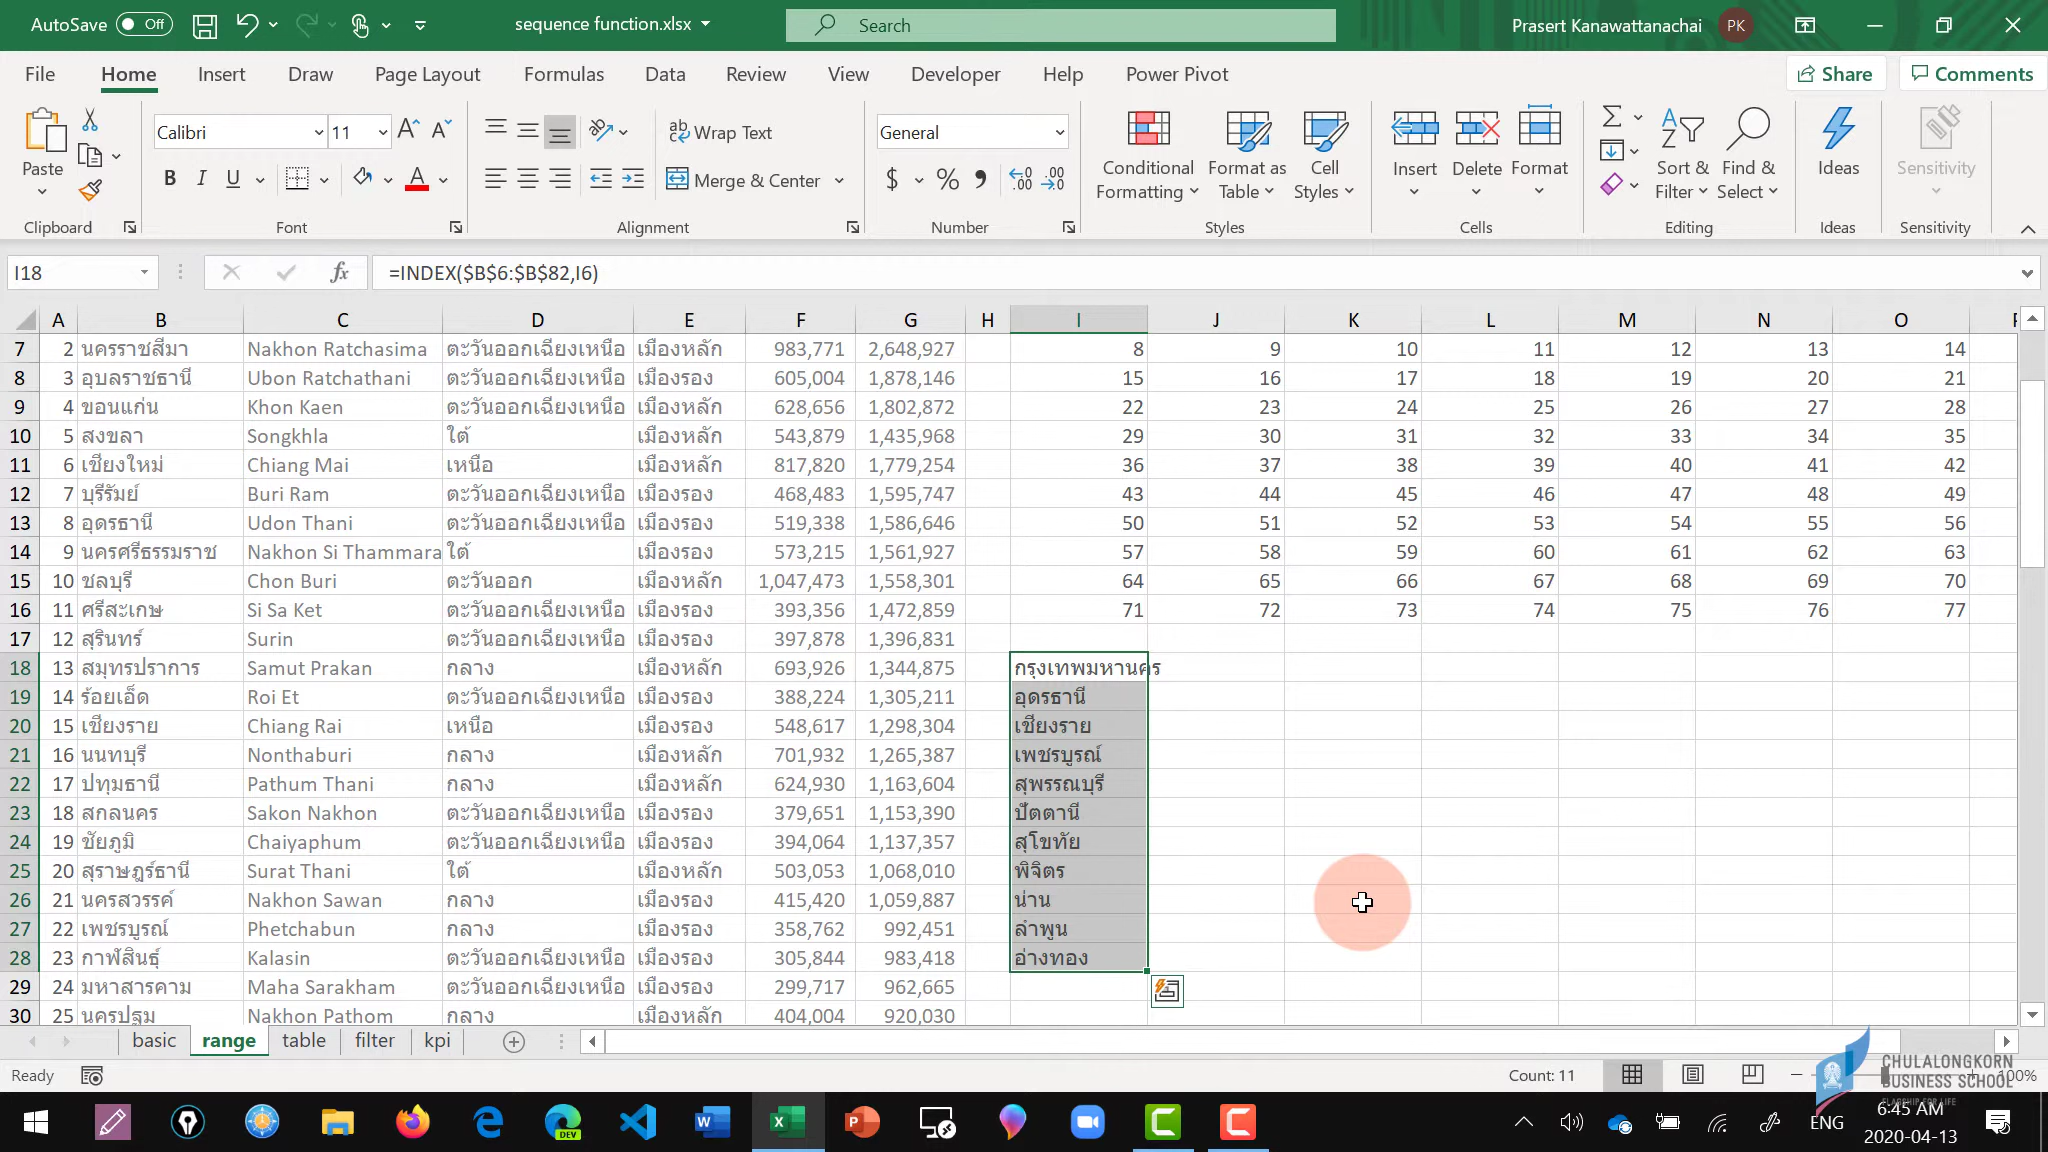 AutoSave Off sequence function.xlsx Search Prasert Kanawattanachai PK
File Home Insert Draw Page Layout Formulas Data Review View Developer Help Power Pivot Share Comments
Calibri 11 Wrap Text General
Paste Merge & Center Conditional Formatting Format as Table Cell Styles Insert Delete Format Sort & Filter Find & Select Ideas Sensitivity
Clipboard Font Alignment Number Styles Cells Editing Ideas Sensitivity
I18 =INDEX($B$6:$B$82,I6)
A B C D E F G H I J K L M N O
7 2 นครราชสีมา Nakhon Ratchasima ตะวันออกเฉียงเหนือ เมืองหลัก 983,771 2,648,927 8 9 10 11 12 13 14
8 3 อุบลราชธานี Ubon Ratchathani ตะวันออกเฉียงเหนือ เมืองรอง 605,004 1,878,146 15 16 17 18 19 20 21
9 4 ขอนแก่น Khon Kaen ตะวันออกเฉียงเหนือ เมืองหลัก 628,656 1,802,872 22 23 24 25 26 27 28
10 5 สงขลา Songkhla ใต้ เมืองหลัก 543,879 1,435,968 29 30 31 32 33 34 35
11 6 เชียงใหม่ Chiang Mai เหนือ เมืองหลัก 817,820 1,779,254 36 37 38 39 40 41 42
12 7 บุรีรัมย์ Buri Ram ตะวันออกเฉียงเหนือ เมืองรอง 468,483 1,595,747 43 44 45 46 47 48 49
13 8 อุดรธานี Udon Thani ตะวันออกเฉียงเหนือ เมืองรอง 519,338 1,586,646 50 51 52 53 54 55 56
14 9 นครศรีธรรมราช Nakhon Si Thammara ใต้ เมืองรอง 573,215 1,561,927 57 58 59 60 61 62 63
15 10 ชลบุรี Chon Buri ตะวันออก เมืองหลัก 1,047,473 1,558,301 64 65 66 67 68 69 70
16 11 ศรีสะเกษ Si Sa Ket ตะวันออกเฉียงเหนือ เมืองรอง 393,356 1,472,859 71 72 73 74 75 76 77
17 12 สุรินทร์ Surin ตะวันออกเฉียงเหนือ เมืองรอง 397,878 1,396,831
18 13 สมุทรปราการ Samut Prakan กลาง เมืองหลัก 693,926 1,344,875 กรุงเทพมหานคร
19 14 ร้อยเอ็ด Roi Et ตะวันออกเฉียงเหนือ เมืองรอง 388,224 1,305,211 อุดรธานี
20 15 เชียงราย Chiang Rai เหนือ เมืองรอง 548,617 1,298,304 เชียงราย
21 16 นนทบุรี Nonthaburi กลาง เมืองหลัก 701,932 1,265,387 เพชรบูรณ์
22 17 ปทุมธานี Pathum Thani กลาง เมืองหลัก 624,930 1,163,604 สุพรรณบุรี
23 18 สกลนคร Sakon Nakhon ตะวันออกเฉียงเหนือ เมืองรอง 379,651 1,153,390 ปัตตานี
24 19 ชัยภูมิ Chaiyaphum ตะวันออกเฉียงเหนือ เมืองรอง 394,064 1,137,357 สุโขทัย
25 20 สุราษฎร์ธานี Surat Thani ใต้ เมืองหลัก 503,053 1,068,010 พิจิตร
26 21 นครสวรรค์ Nakhon Sawan กลาง เมืองรอง 415,420 1,059,887 น่าน
27 22 เพชรบูรณ์ Phetchabun กลาง เมืองรอง 358,762 992,451 ลำพูน
28 23 กาฬสินธุ์ Kalasin ตะวันออกเฉียงเหนือ เมืองรอง 305,844 983,418 อ่างทอง
29 24 มหาสารคาม Maha Sarakham ตะวันออกเฉียงเหนือ เมืองรอง 299,717 962,665
30 25 นครปฐม Nakhon Pathom กลาง เมืองหลัก 404,004 920,030
basic range table filter kpi
Ready Count: 11 100%
CHULALONGKORN
BUSINESS SCHOOL
FLAGSHIP FOR LIFE
DEV ENG 6:45 AM
2020-04-13